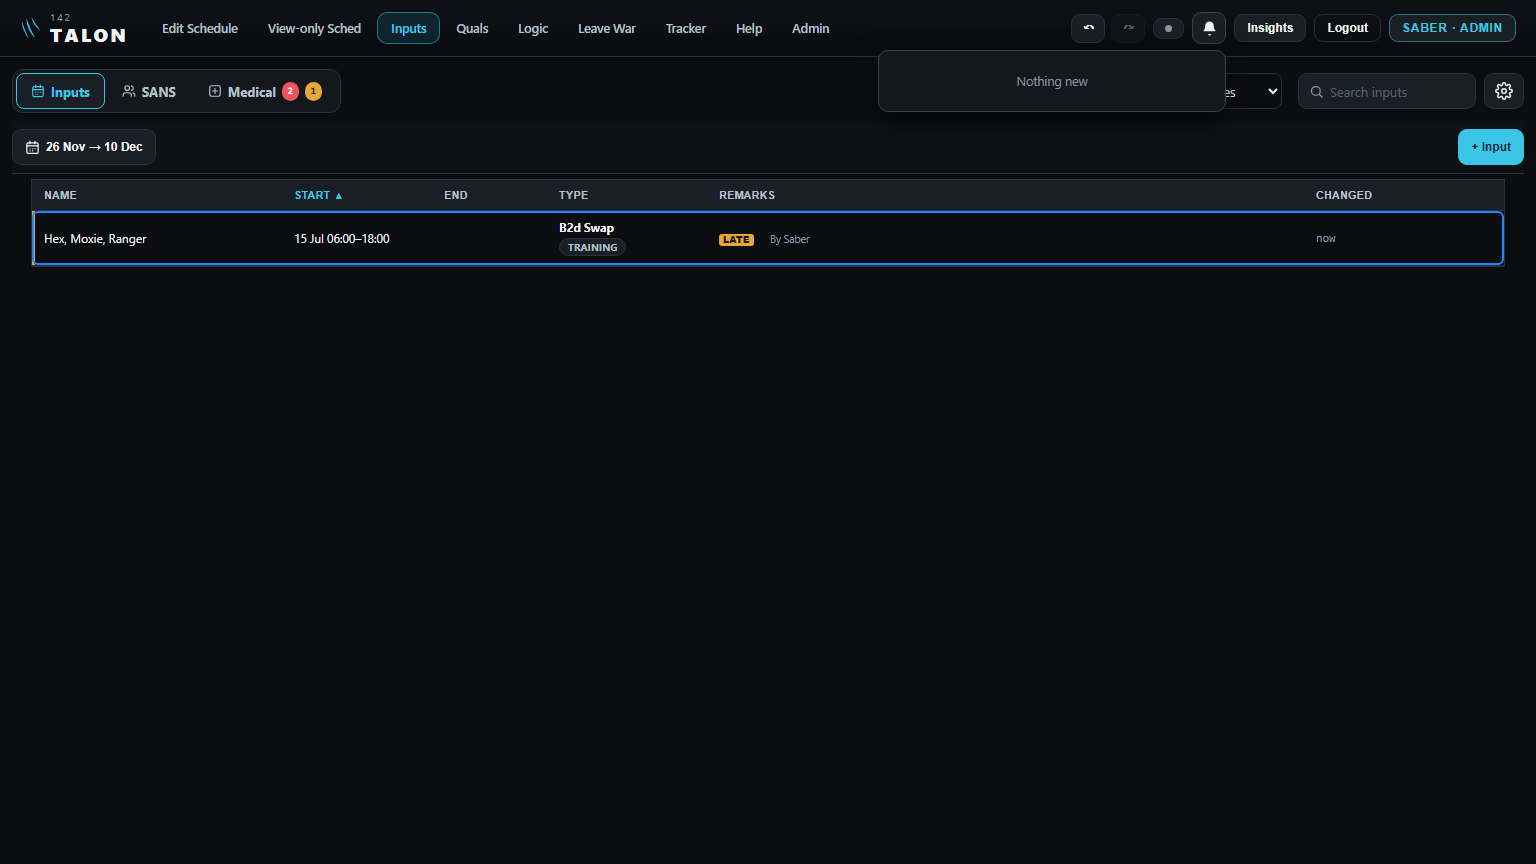 142
TALON
Edit Schedule
View-only Sched
Inputs
Quals
Logic
Leave War
Tracker
Help
Admin
Insights
Logout
SABER · ADMIN
Nothing new
Inputs
SANS
Medical 2 1
es
Search inputs
26 Nov → 10 Dec
+ Input
NAME START ▲ END TYPE REMARKS CHANGED
Hex, Moxie, Ranger 15 Jul 06:00–18:00 B2d Swap LATE By Saber now
TRAINING